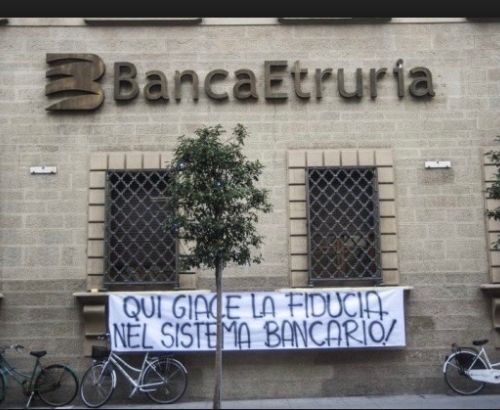 BancaEtruria
QUI GIACE LA FIDUCIA
NEL SISTEMA BANCARIO!